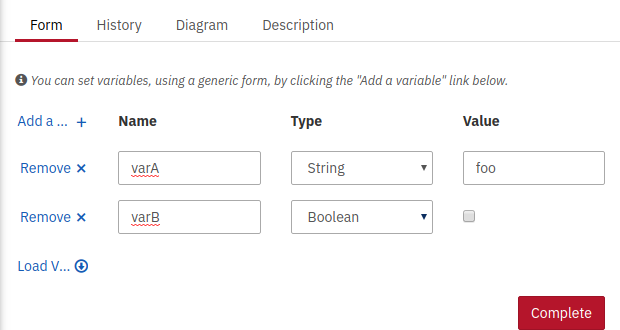 Form History Diagram Description
You can set variables, using a generic form, by clicking the "Add a variable" link below.
Add a ... + Name Type Value
Remove × varA String foo
Remove × varB Boolean
Load V...
Complete